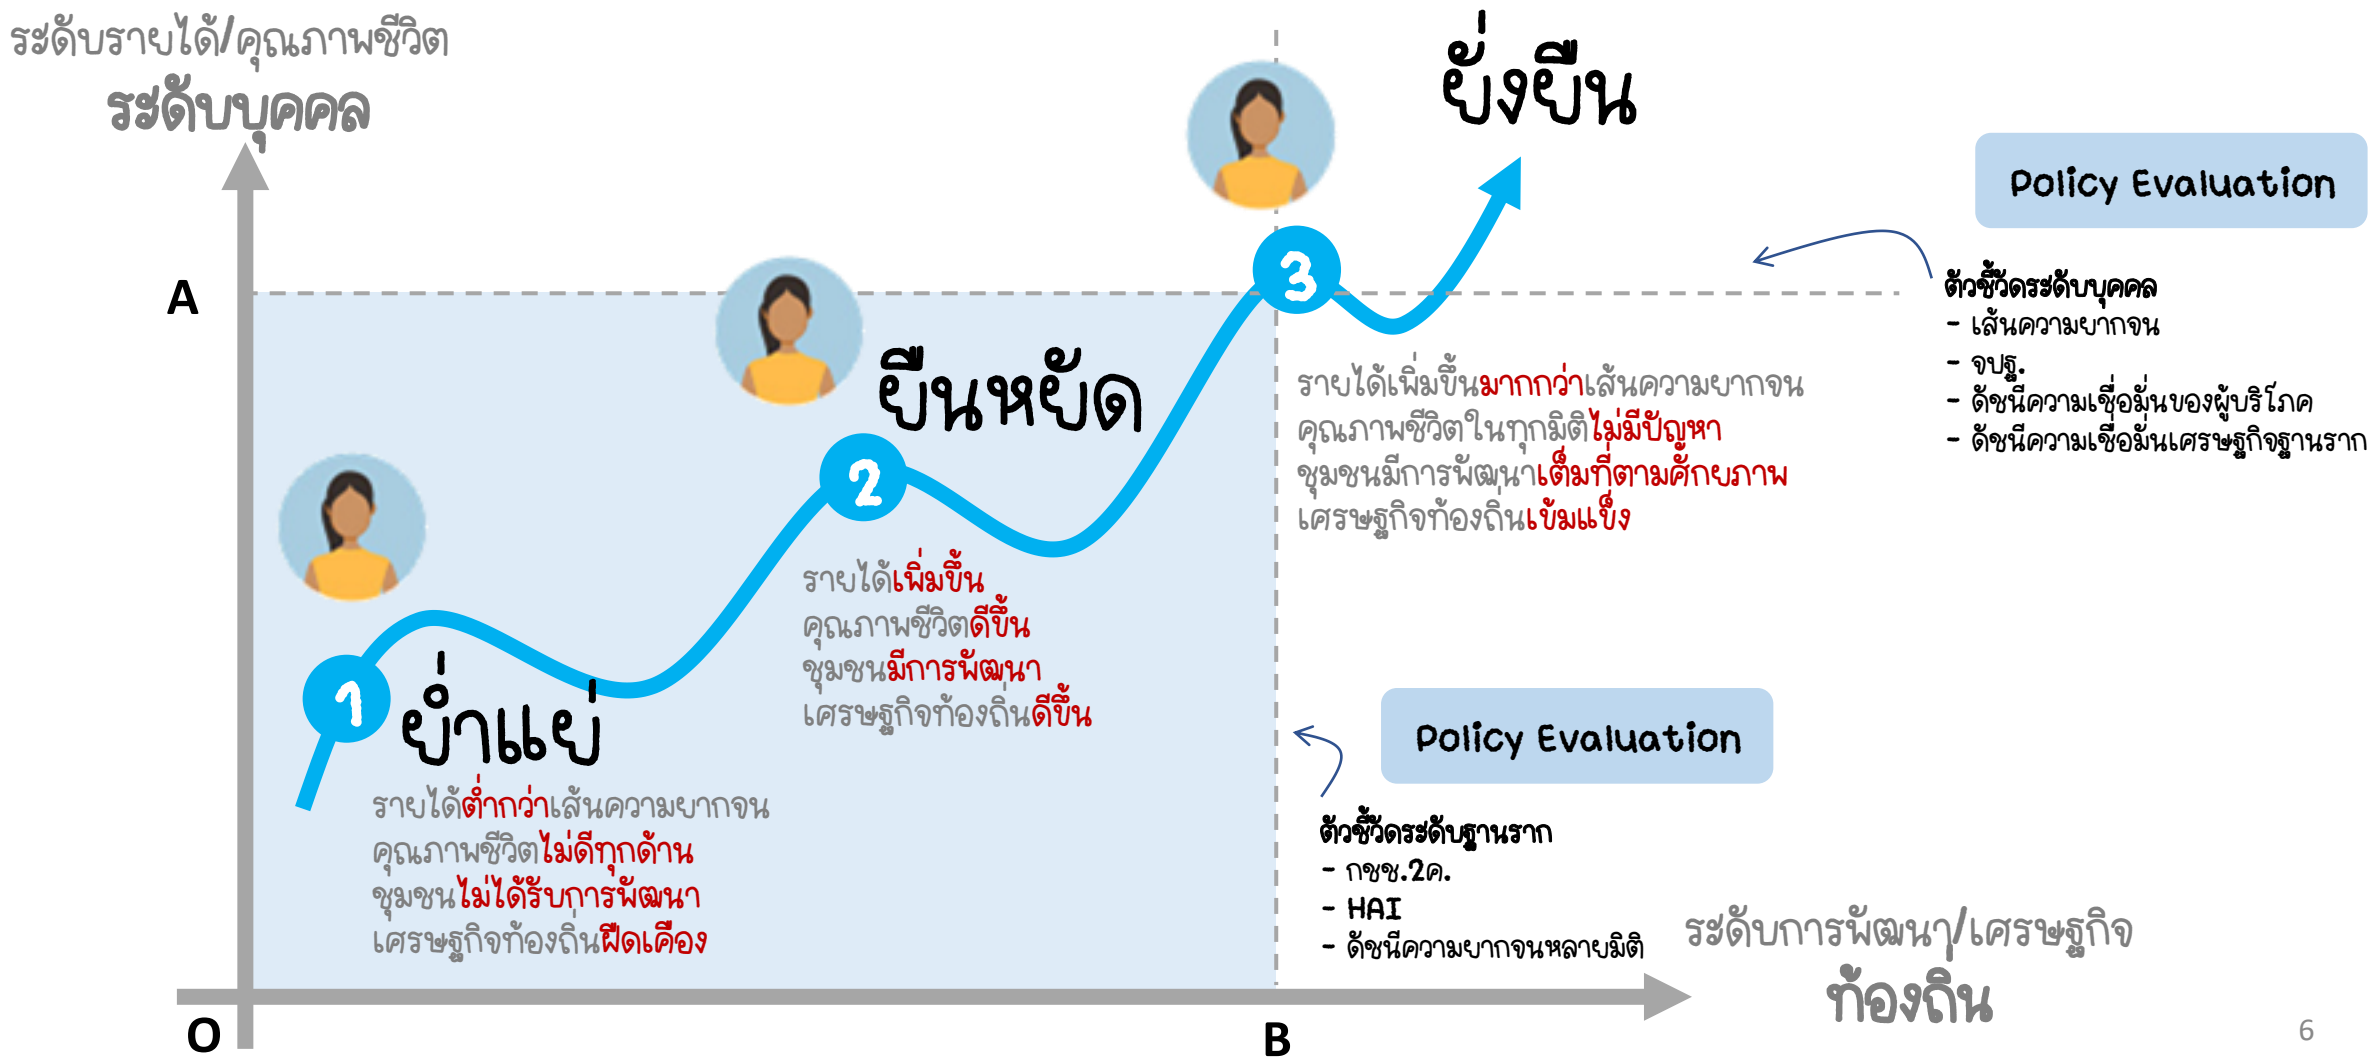 ระดับรายได้/คุณภาพชีวิต
ระดับบุคคล
A
O
B
1
ย่ำแย่
รายได้ต่ำกว่าเส้นความยากจน
คุณภาพชีวิตไม่ดีทุกด้าน
ชุมชนไม่ได้รับการพัฒนา
เศรษฐกิจท้องถิ่นฝืดเคือง
2
ยืนหยัด
รายได้เพิ่มขึ้น
คุณภาพชีวิตดีขึ้น
ชุมชนมีการพัฒนา
เศรษฐกิจท้องถิ่นดีขึ้น
3
ยั่งยืน
รายได้เพิ่มขึ้นมากกว่าเส้นความยากจน
คุณภาพชีวิตในทุกมิติไม่มีปัญหา
ชุมชนมีการพัฒนาเต็มที่ตามศักยภาพ
เศรษฐกิจท้องถิ่นเข้มแข็ง
Policy Evaluation
ตัวชี้วัดระดับบุคคล
- เส้นความยากจน
- จปฐ.
- ดัชนีความเชื่อมั่นของผู้บริโภค
- ดัชนีความเชื่อมั่นเศรษฐกิจฐานราก
Policy Evaluation
ตัวชี้วัดระดับฐานราก
- กชช.2ค.
- HAI
- ดัชนีความยากจนหลายมิติ
ระดับการพัฒนา/เศรษฐกิจ
ท้องถิ่น
6